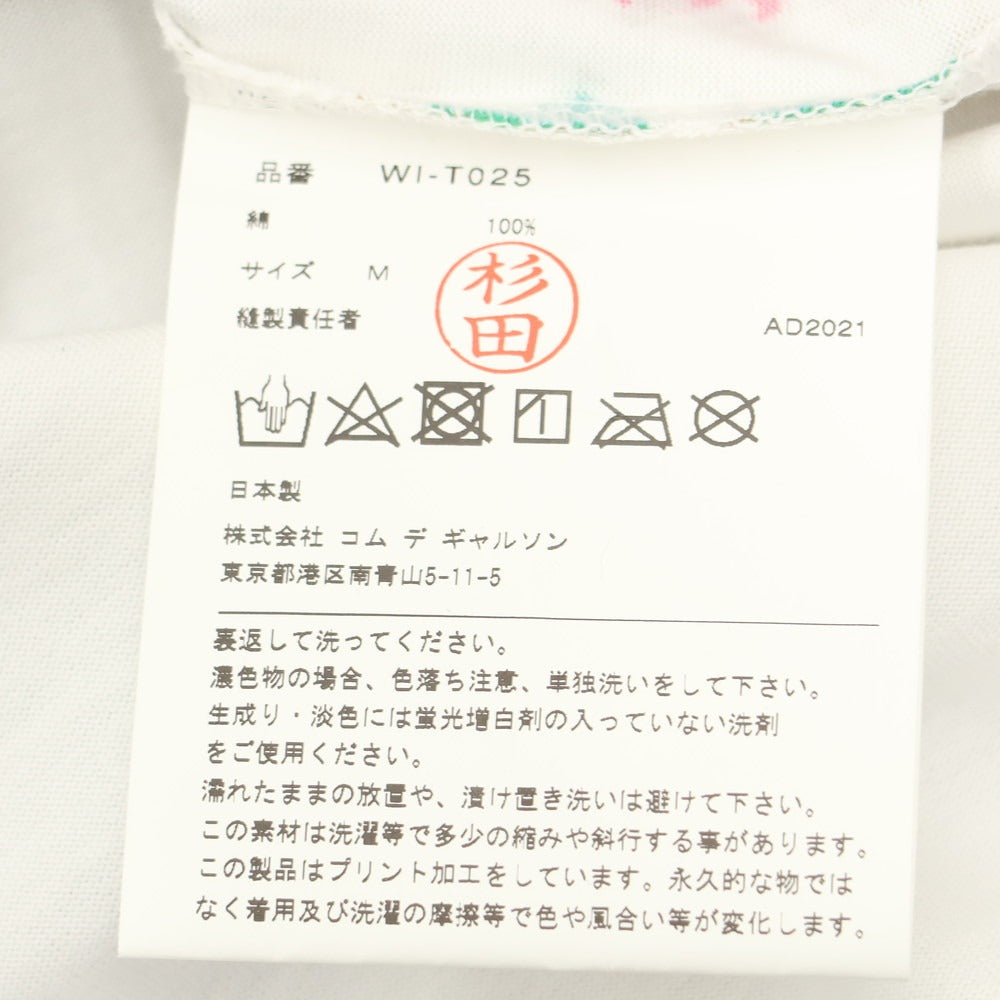 品番 WI-T025
綿 100%
サイズ M
縫製責任者 杉田 AD2021
日本製
株式会社 コム デ ギャルソン
東京都港区南青山5-11-5
裏返して洗ってください。
濃色物の場合、色落ち注意、単独洗いをして下さい。
生成り・淡色には蛍光増白剤の入っていない洗剤
をご使用ください。
濡れたままの放置や、漬け置き洗いは避けて下さい。
この素材は洗濯等で多少の縮みや斜行する事があります。
この製品はプリント加工をしています。永久的な物では
なく着用及び洗濯の摩擦等で色や風合い等が変化します。